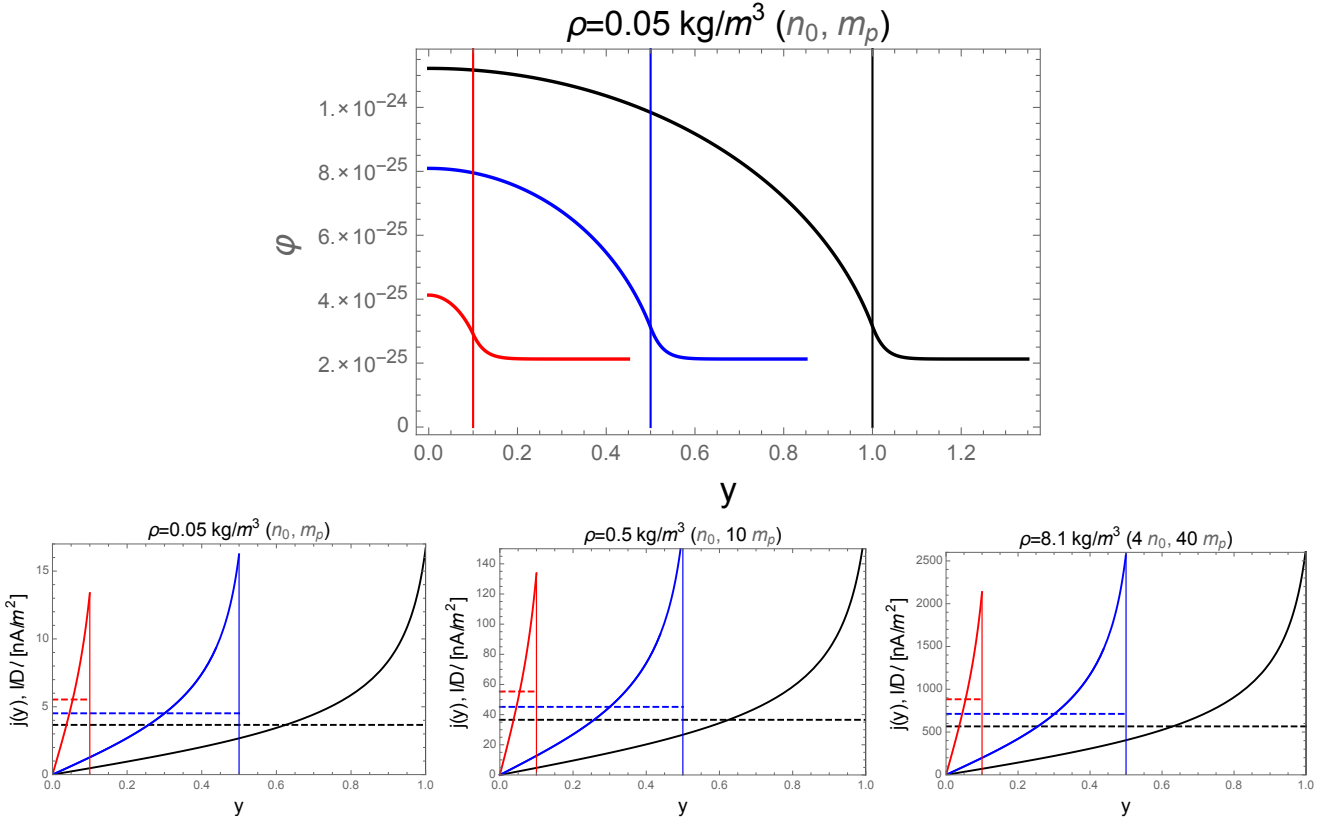 ρ=0.05 kg/m³ (n₀, mₚ)
φ
1.×10⁻²⁴
8.×10⁻²⁵
6.×10⁻²⁵
4.×10⁻²⁵
2.×10⁻²⁵
0
0.0 0.2 0.4 0.6 0.8 1.0 1.2
y
ρ=0.05 kg/m³ (n₀, mₚ)
j(y), I/D/ [nA/m²]
15
10
5
0
0.0 0.2 0.4 0.6 0.8 1.0
y
ρ=0.5 kg/m³ (n₀, 10 mₚ)
j(y), I/D/ [nA/m²]
140
120
100
80
60
40
20
0
0.0 0.2 0.4 0.6 0.8 1.0
y
ρ=8.1 kg/m³ (4 n₀, 40 mₚ)
j(y), I/D/ [nA/m²]
2500
2000
1500
1000
500
0
0.0 0.2 0.4 0.6 0.8 1.0
y